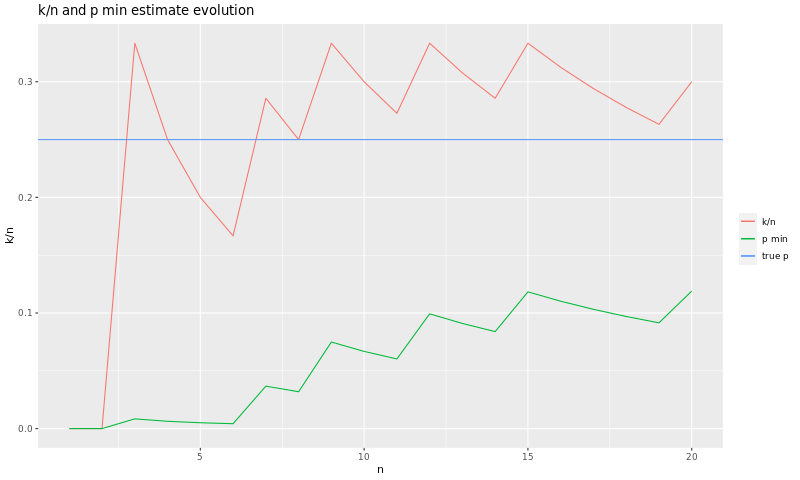 k/n and p min estimate evolution
k/n
0.3
0.2
0.1
0.0
5
10
15
20
n
k/n
p min
true p